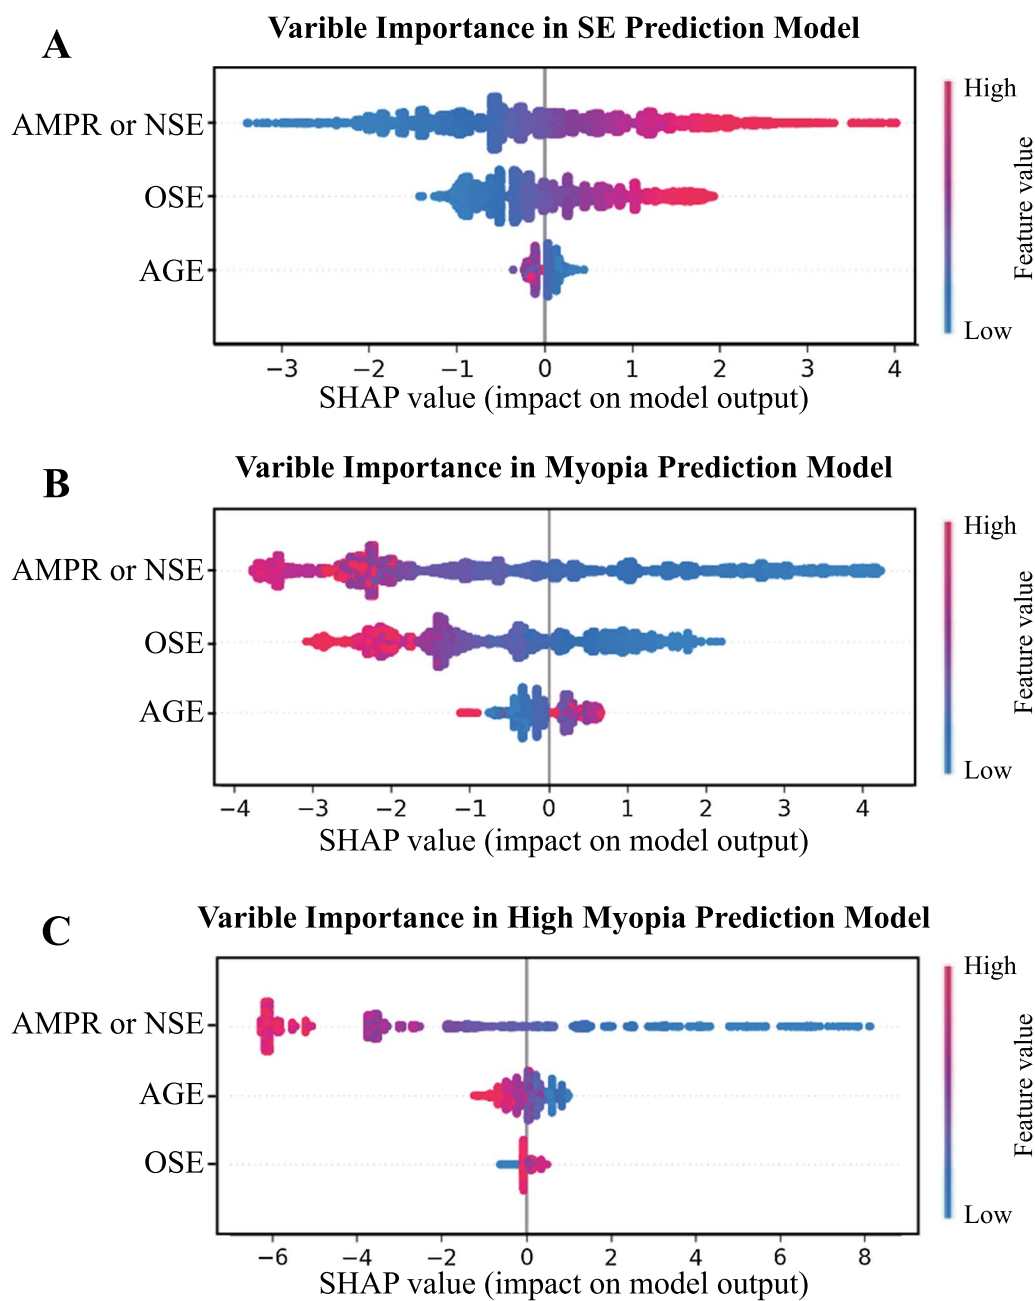 A
Varible Importance in SE Prediction Model
AMPR or NSE
OSE
AGE
−3 −2 −1 0 1 2 3 4
SHAP value (impact on model output)
High
Feature value
Low
B
Varible Importance in Myopia Prediction Model
AMPR or NSE
OSE
AGE
−4 −3 −2 −1 0 1 2 3 4
SHAP value (impact on model output)
High
Feature value
Low
C
Varible Importance in High Myopia Prediction Model
AMPR or NSE
AGE
OSE
−6 −4 −2 0 2 4 6 8
SHAP value (impact on model output)
High
Feature value
Low